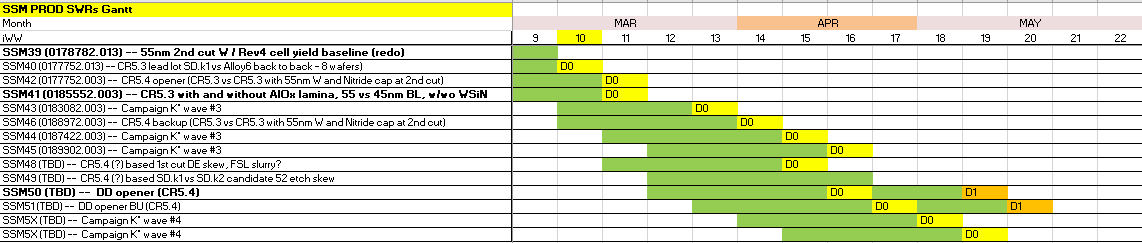 SSM PROD SWRs Gantt
Month MAR APR MAY
iWW 9 10 11 12 13 14 15 16 17 18 19 20 21 22
SSM39 (0178782.013) -- 55nm 2nd cut W / Rev4 cell yield baseline (redo)
SSM40 (0177752.013) -- CR5.3 lead lot SD.k1 vs Alloy6 back to back - 8 wafers) D0
SSM42 (0177752.003) -- CR5.4 opener (CR5.3 vs CR5.3 with 55nm W and Nitride cap at 2nd cut) D0
SSM41 (0185552.003) -- CR5.3 with and without AlOx lamina, 55 vs 45nm BL, w/wo WSiN D0
SSM43 (0183082.003) -- Campaign K" wave #3 D0
SSM46 (0188972.003) -- CR5.4 backup (CR5.3 vs CR5.3 with 55nm W and Nitride cap at 2nd cut) D0
SSM44 (0187422.003) -- Campaign K" wave #3 D0
SSM45 (0189902.003) -- Campaign K" wave #3 D0
SSM48 (TBD) -- CR5.4 (?) based 1st cut DE skew, FSL slurry? D0
SSM49 (TBD) -- CR5.4 (?) based SD.k1 vs SD.k2 candidate 52 etch skew
SSM50 (TBD) -- DD opener (CR5.4) D0 D1
SSM51 (TBD) -- DD opener BU (CR5.4) D0 D1
SSM5X (TBD) -- Campaign K" wave #4 D0
SSM5X (TBD) -- Campaign K" wave #4 D0